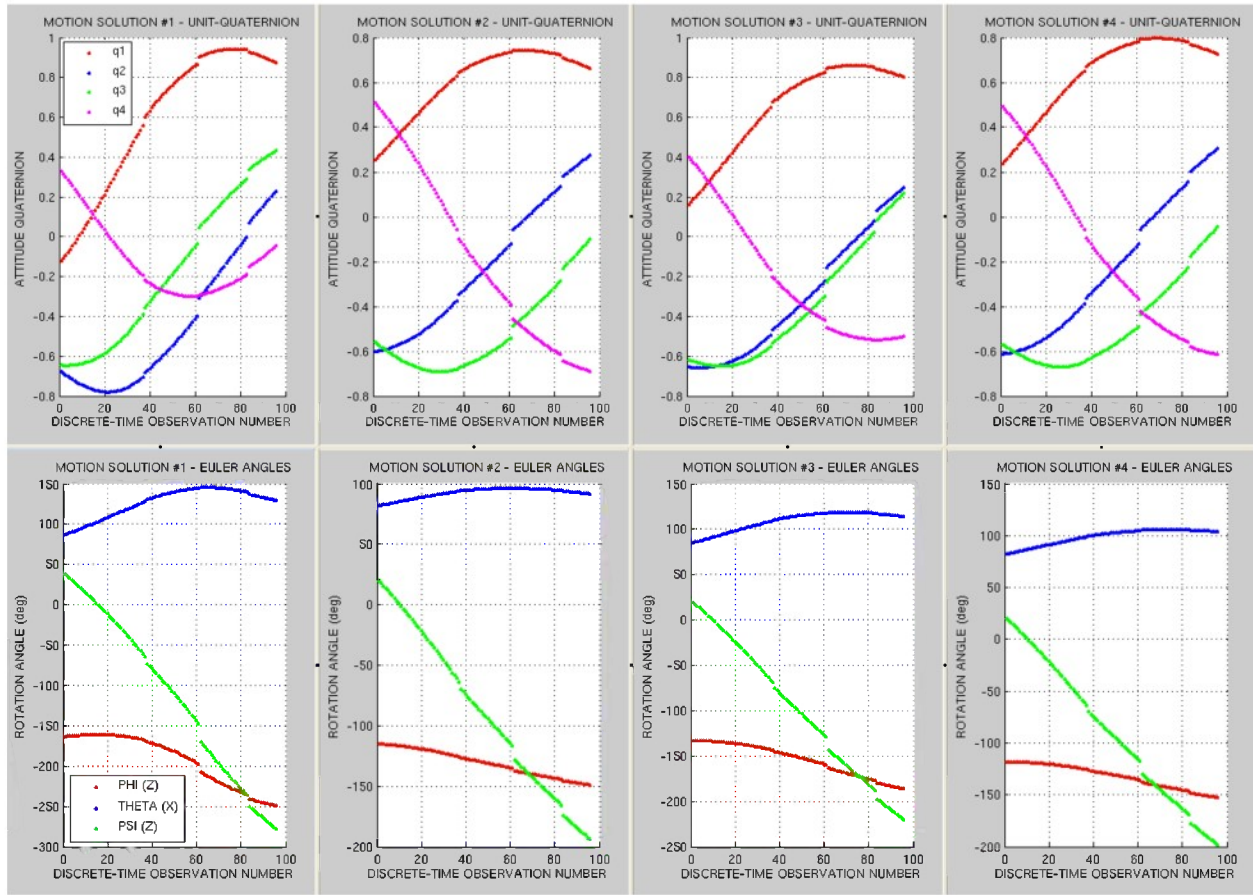 MOTION SOLUTION #1 - UNIT-QUATERNION
ATTITUDE QUATERNION
1
0.8
0.6
0.4
0.2
0
-0.2
-0.4
-0.6
-0.8
q1
q2
q3
q4
0 20 40 60 80 100
DISCRETE-TIME OBSERVATION NUMBER
MOTION SOLUTION #2 - UNIT-QUATERNION
ATTITUDE QUATERNION
0.8
0.6
0.4
0.2
0
-0.2
-0.4
-0.6
-0.8
0 20 40 60 80 100
DISCRETE-TIME OBSERVATION NUMBER
MOTION SOLUTION #3 - UNIT-QUATERNION
ATTITUDE QUATERNION
1
0.8
0.6
0.4
0.2
0
-0.2
-0.4
-0.6
-0.8
0 20 40 60 80 100
DISCRETE-TIME OBSERVATION NUMBER
MOTION SOLUTION #4 - UNIT-QUATERNION
ATTITUDE QUATERNION
0.8
0.6
0.4
0.2
0
-0.2
-0.4
-0.6
-0.8
0 20 40 60 80 100
DISCRETE-TIME OBSERVATION NUMBER
MOTION SOLUTION #1 - EULER ANGLES
ROTATION ANGLE (deg)
150
100
50
0
-50
-100
-150
-200
-250
-300
PHI (Z)
THETA (X)
PSI (Z)
0 20 40 60 80 100
DISCRETE-TIME OBSERVATION NUMBER
MOTION SOLUTION #2 - EULER ANGLES
ROTATION ANGLE (deg)
100
50
0
-50
-100
-150
-200
0 20 40 60 80 100
DISCRETE-TIME OBSERVATION NUMBER
MOTION SOLUTION #3 - EULER ANGLES
ROTATION ANGLE (deg)
150
100
50
0
-50
-100
-150
-200
-250
0 20 40 60 80 100
DISCRETE-TIME OBSERVATION NUMBER
MOTION SOLUTION #4 - EULER ANGLES
ROTATION ANGLE (deg)
150
100
50
0
-50
-100
-150
-200
0 20 40 60 80 100
DISCRETE-TIME OBSERVATION NUMBER